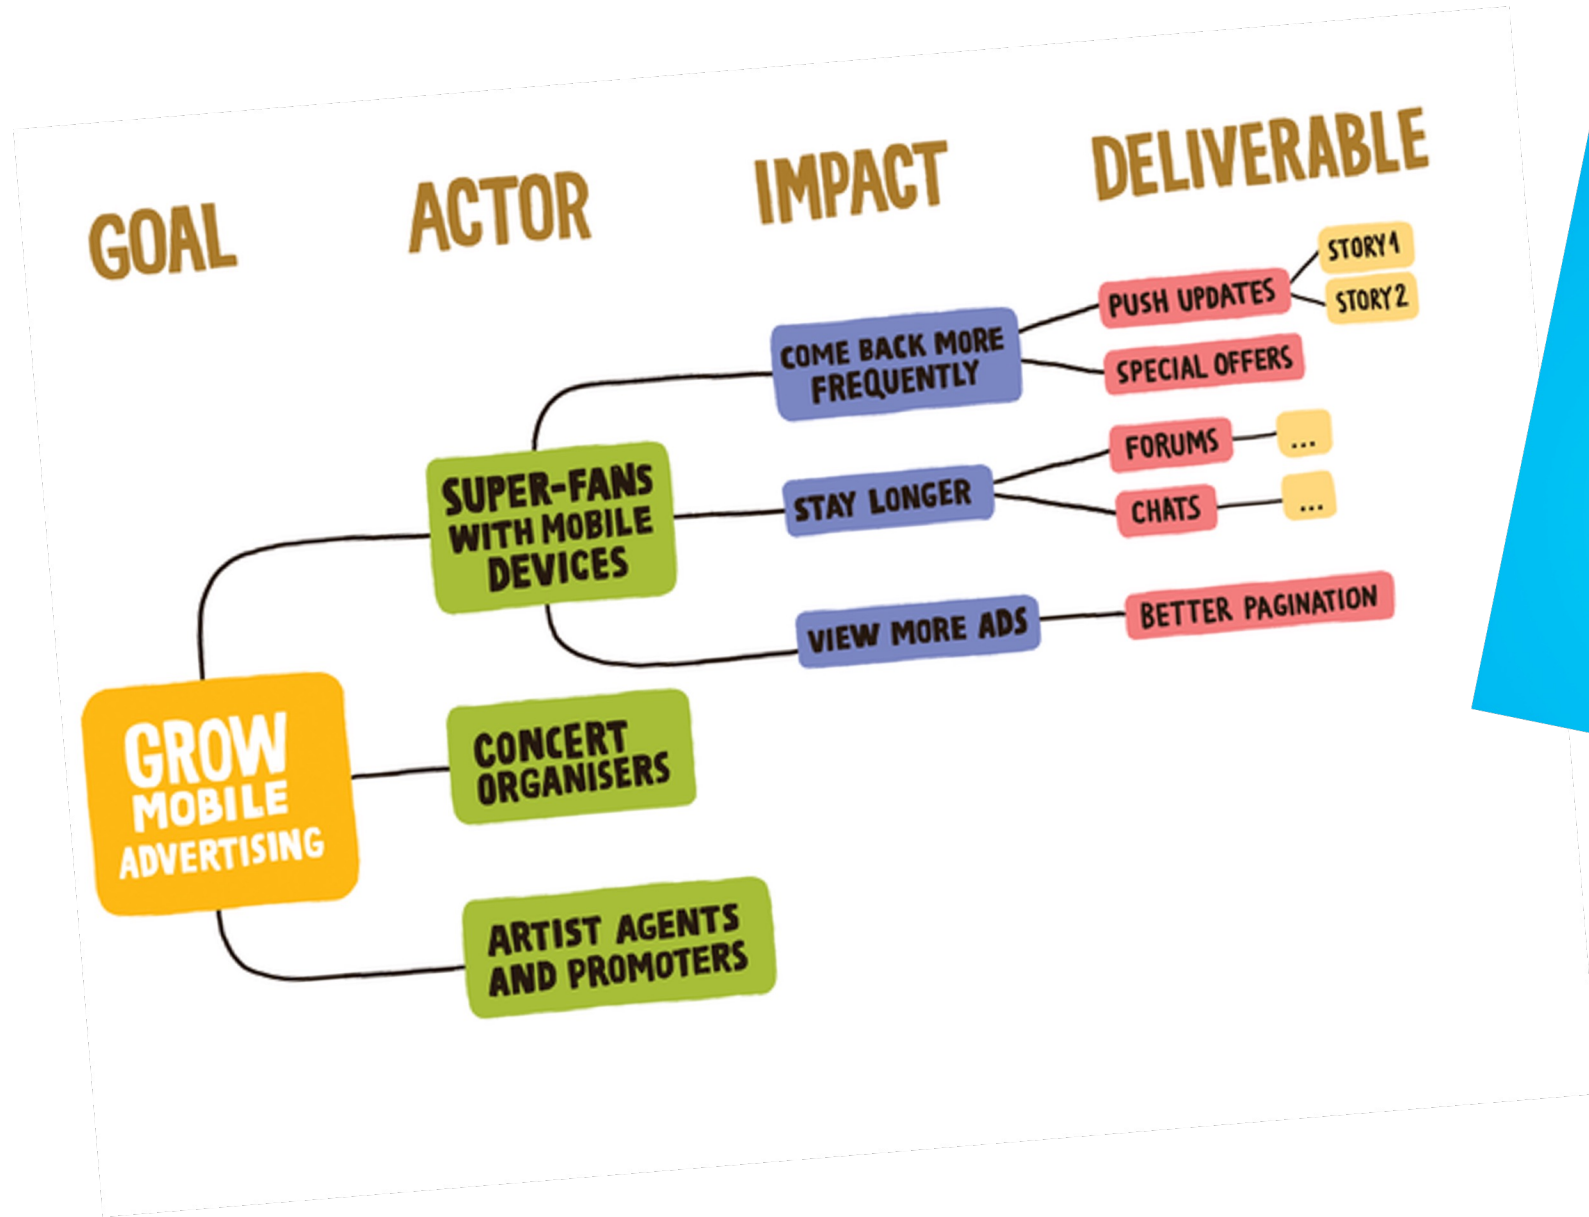 GOAL
ACTOR
IMPACT
DELIVERABLE
GROW
MOBILE
ADVERTISING
SUPER-FANS
WITH MOBILE
DEVICES
COME BACK MORE
FREQUENTLY
PUSH UPDATES
STORY 1
STORY 2
SPECIAL OFFERS
STAY LONGER
FORUMS
...
CHATS
...
VIEW MORE ADS
BETTER PAGINATION
CONCERT
ORGANISERS
ARTIST AGENTS
AND PROMOTERS